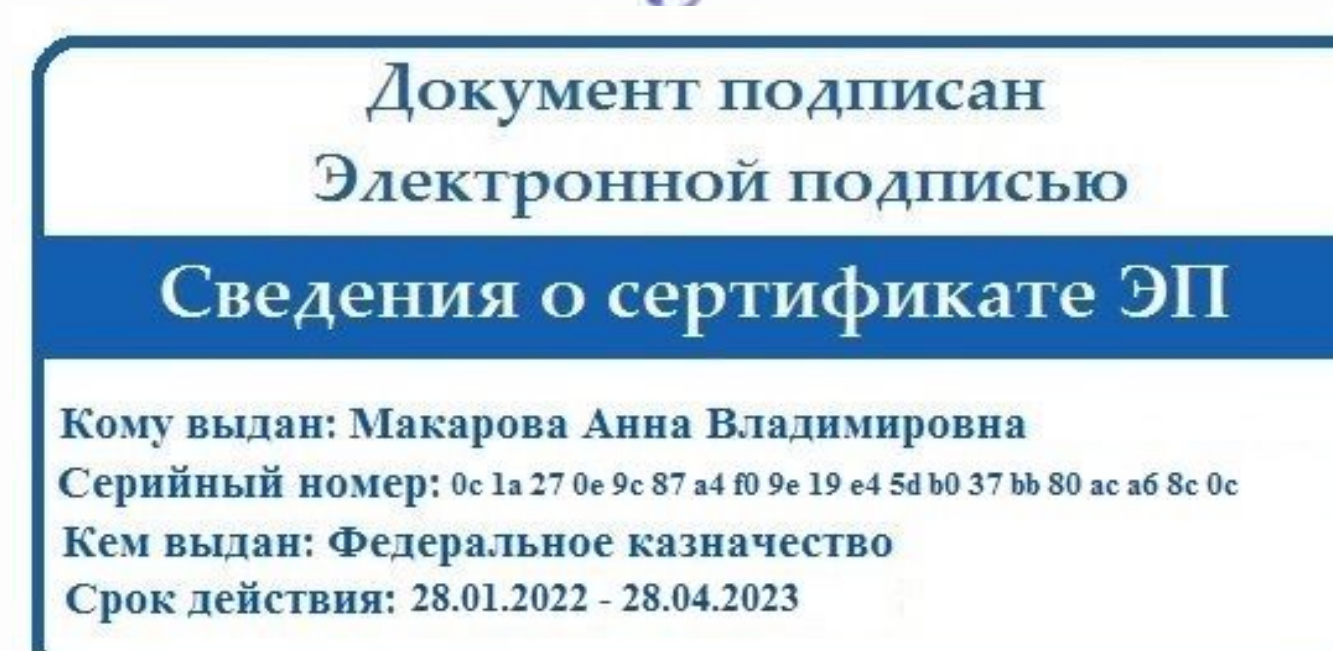 Документ подписан
Электронной подписью
Сведения о сертификате ЭП
Кому выдан: Макарова Анна Владимировна
Серийный номер: 0c 1a 27 0e 9c 87 a4 f0 9e 19 e4 5d b0 37 bb 80 ac a6 8c 0c
Кем выдан: Федеральное казначество
Срок действия: 28.01.2022 - 28.04.2023